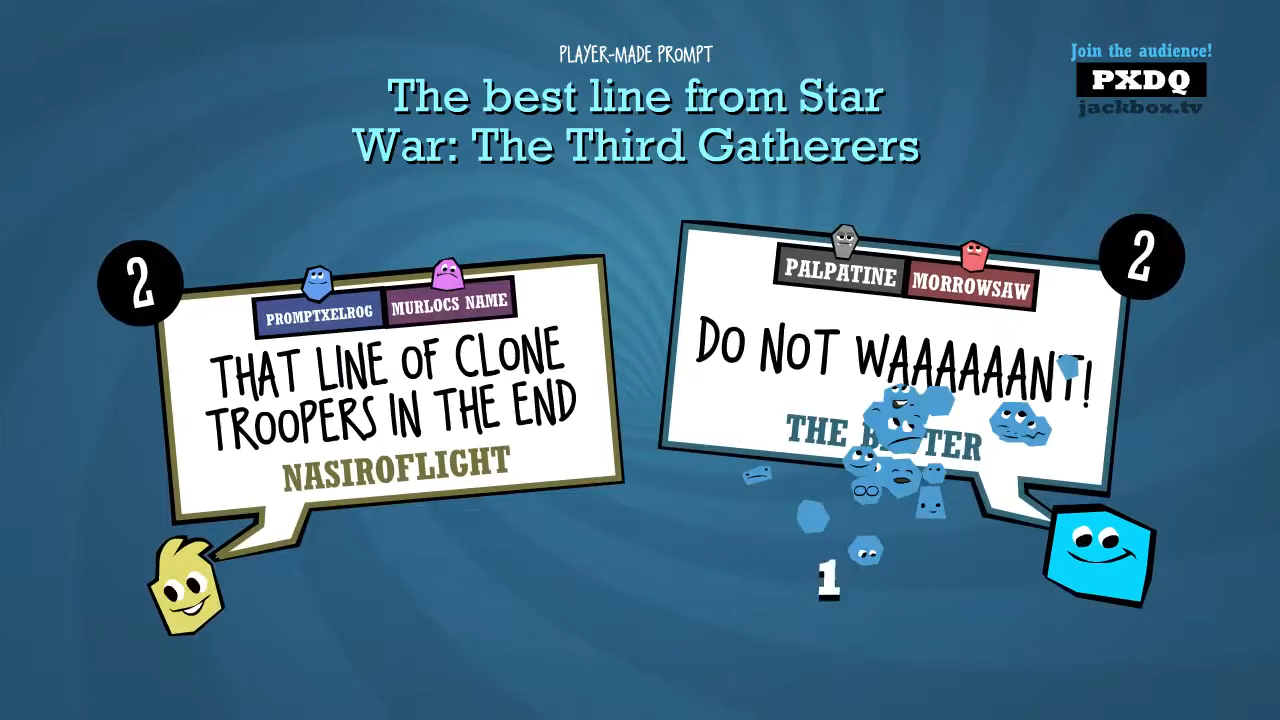 PLAYER-MADE PROMPT
The best line from Star
War: The Third Gatherers
Join the audience!
PXDQ
jackbox.tv
2
PROMPTXELROG
MURLOCS NAME
THAT LINE OF CLONE
TROOPERS IN THE END
NASIROFLIGHT
2
PALPATINE
MORROWSAW
DO NOT WAAAAAANT!
THE
1